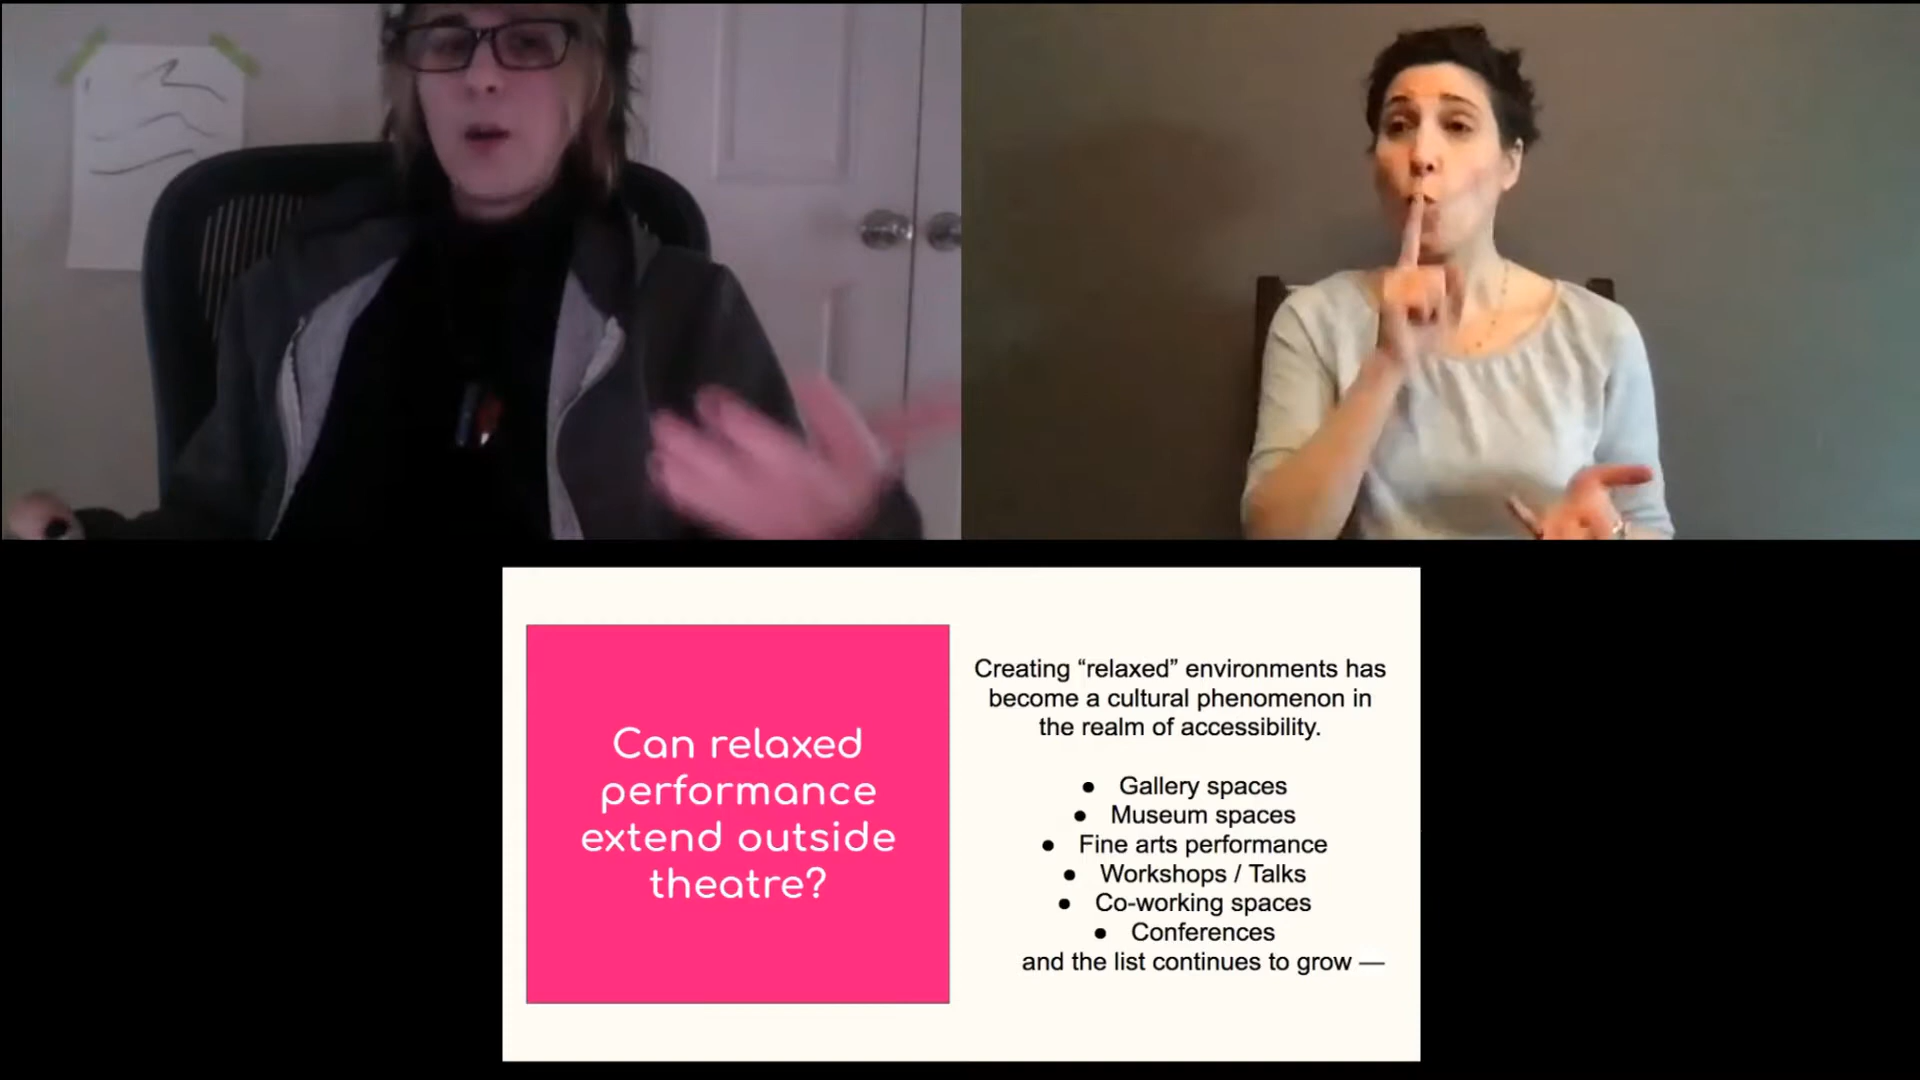 Can relaxed
performance
extend outside
theatre?
Creating “relaxed” environments has
become a cultural phenomenon in
the realm of accessibility.
● Gallery spaces
● Museum spaces
● Fine arts performance
● Workshops / Talks
● Co-working spaces
● Conferences
and the list continues to grow —